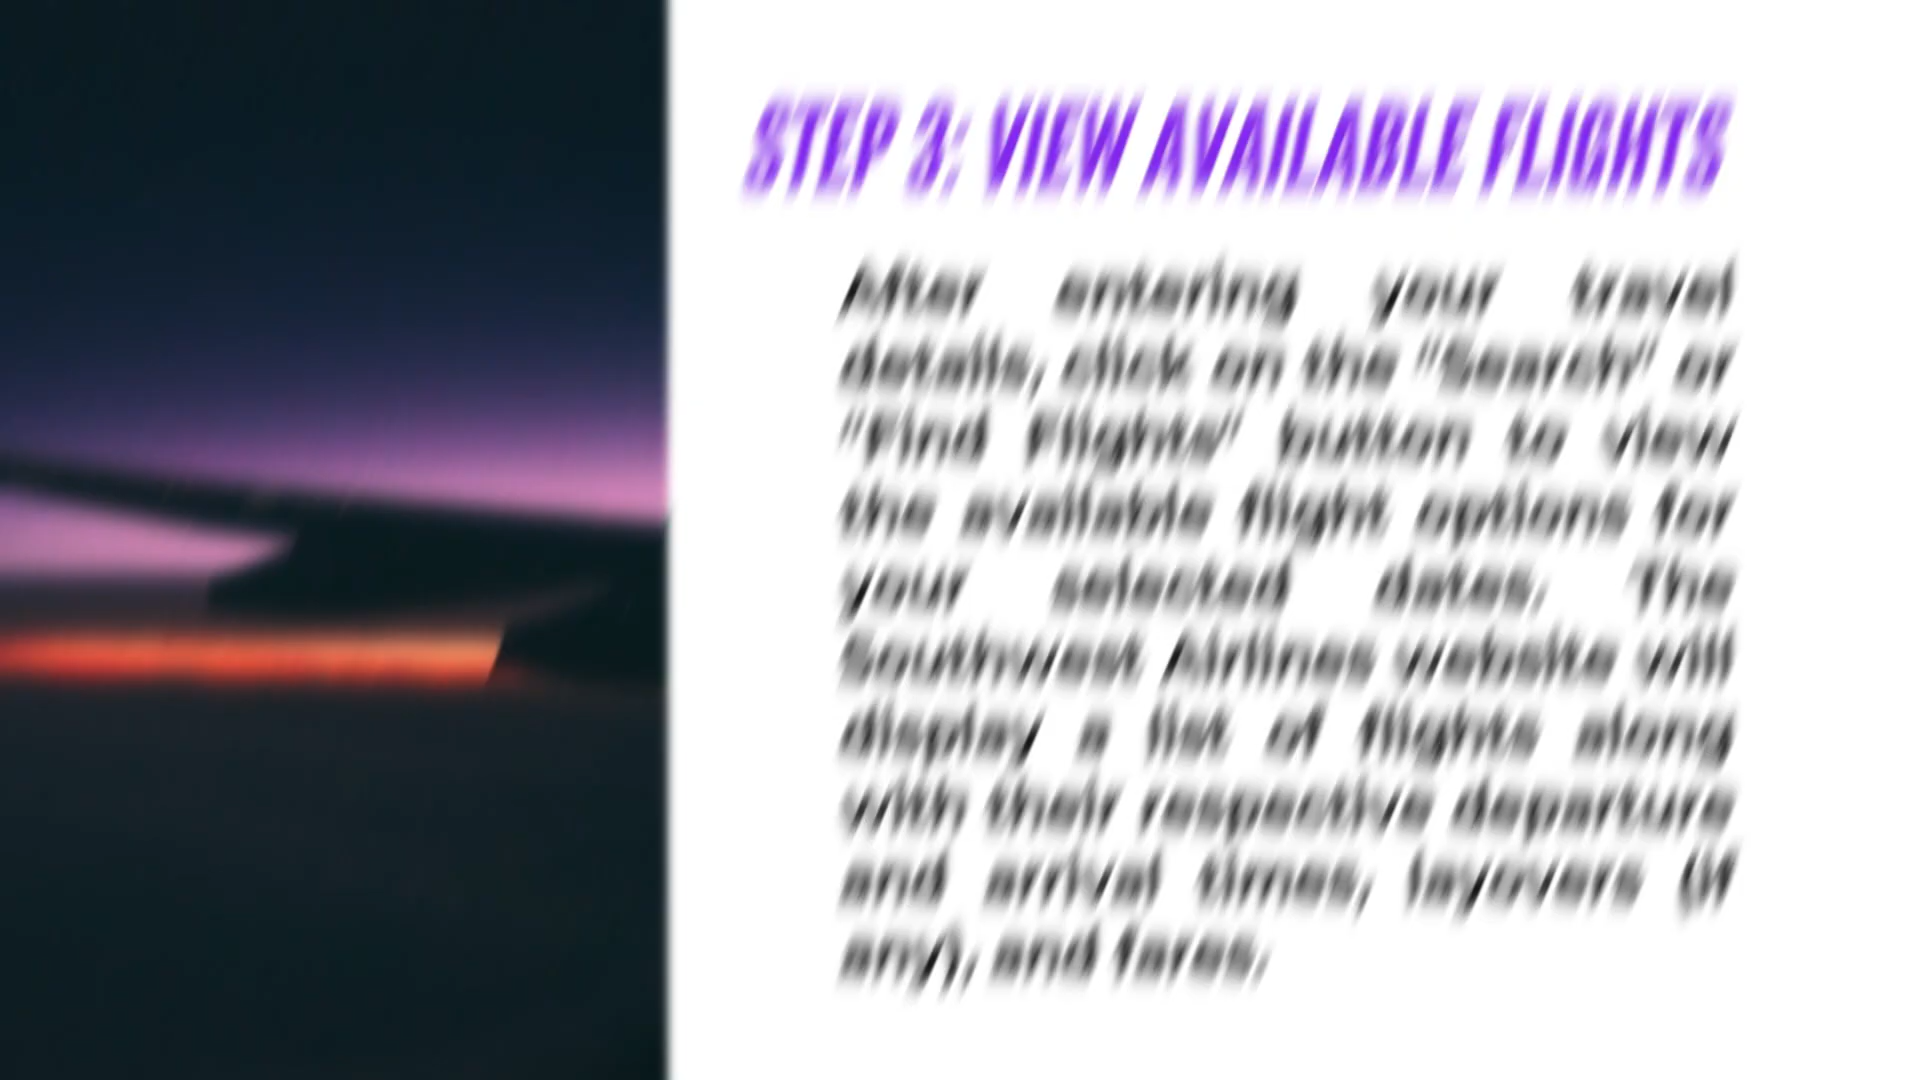 STEP 3: VIEW AVAILABLE FLIGHTS
After entering your travel
details, click on the "Search" or
"Find Flights" button to view
the available flight options for
your selected dates. The
Southwest Airlines website will
display a list of flights along
with their respective departure
and arrival times, layovers (if
any), and fares.